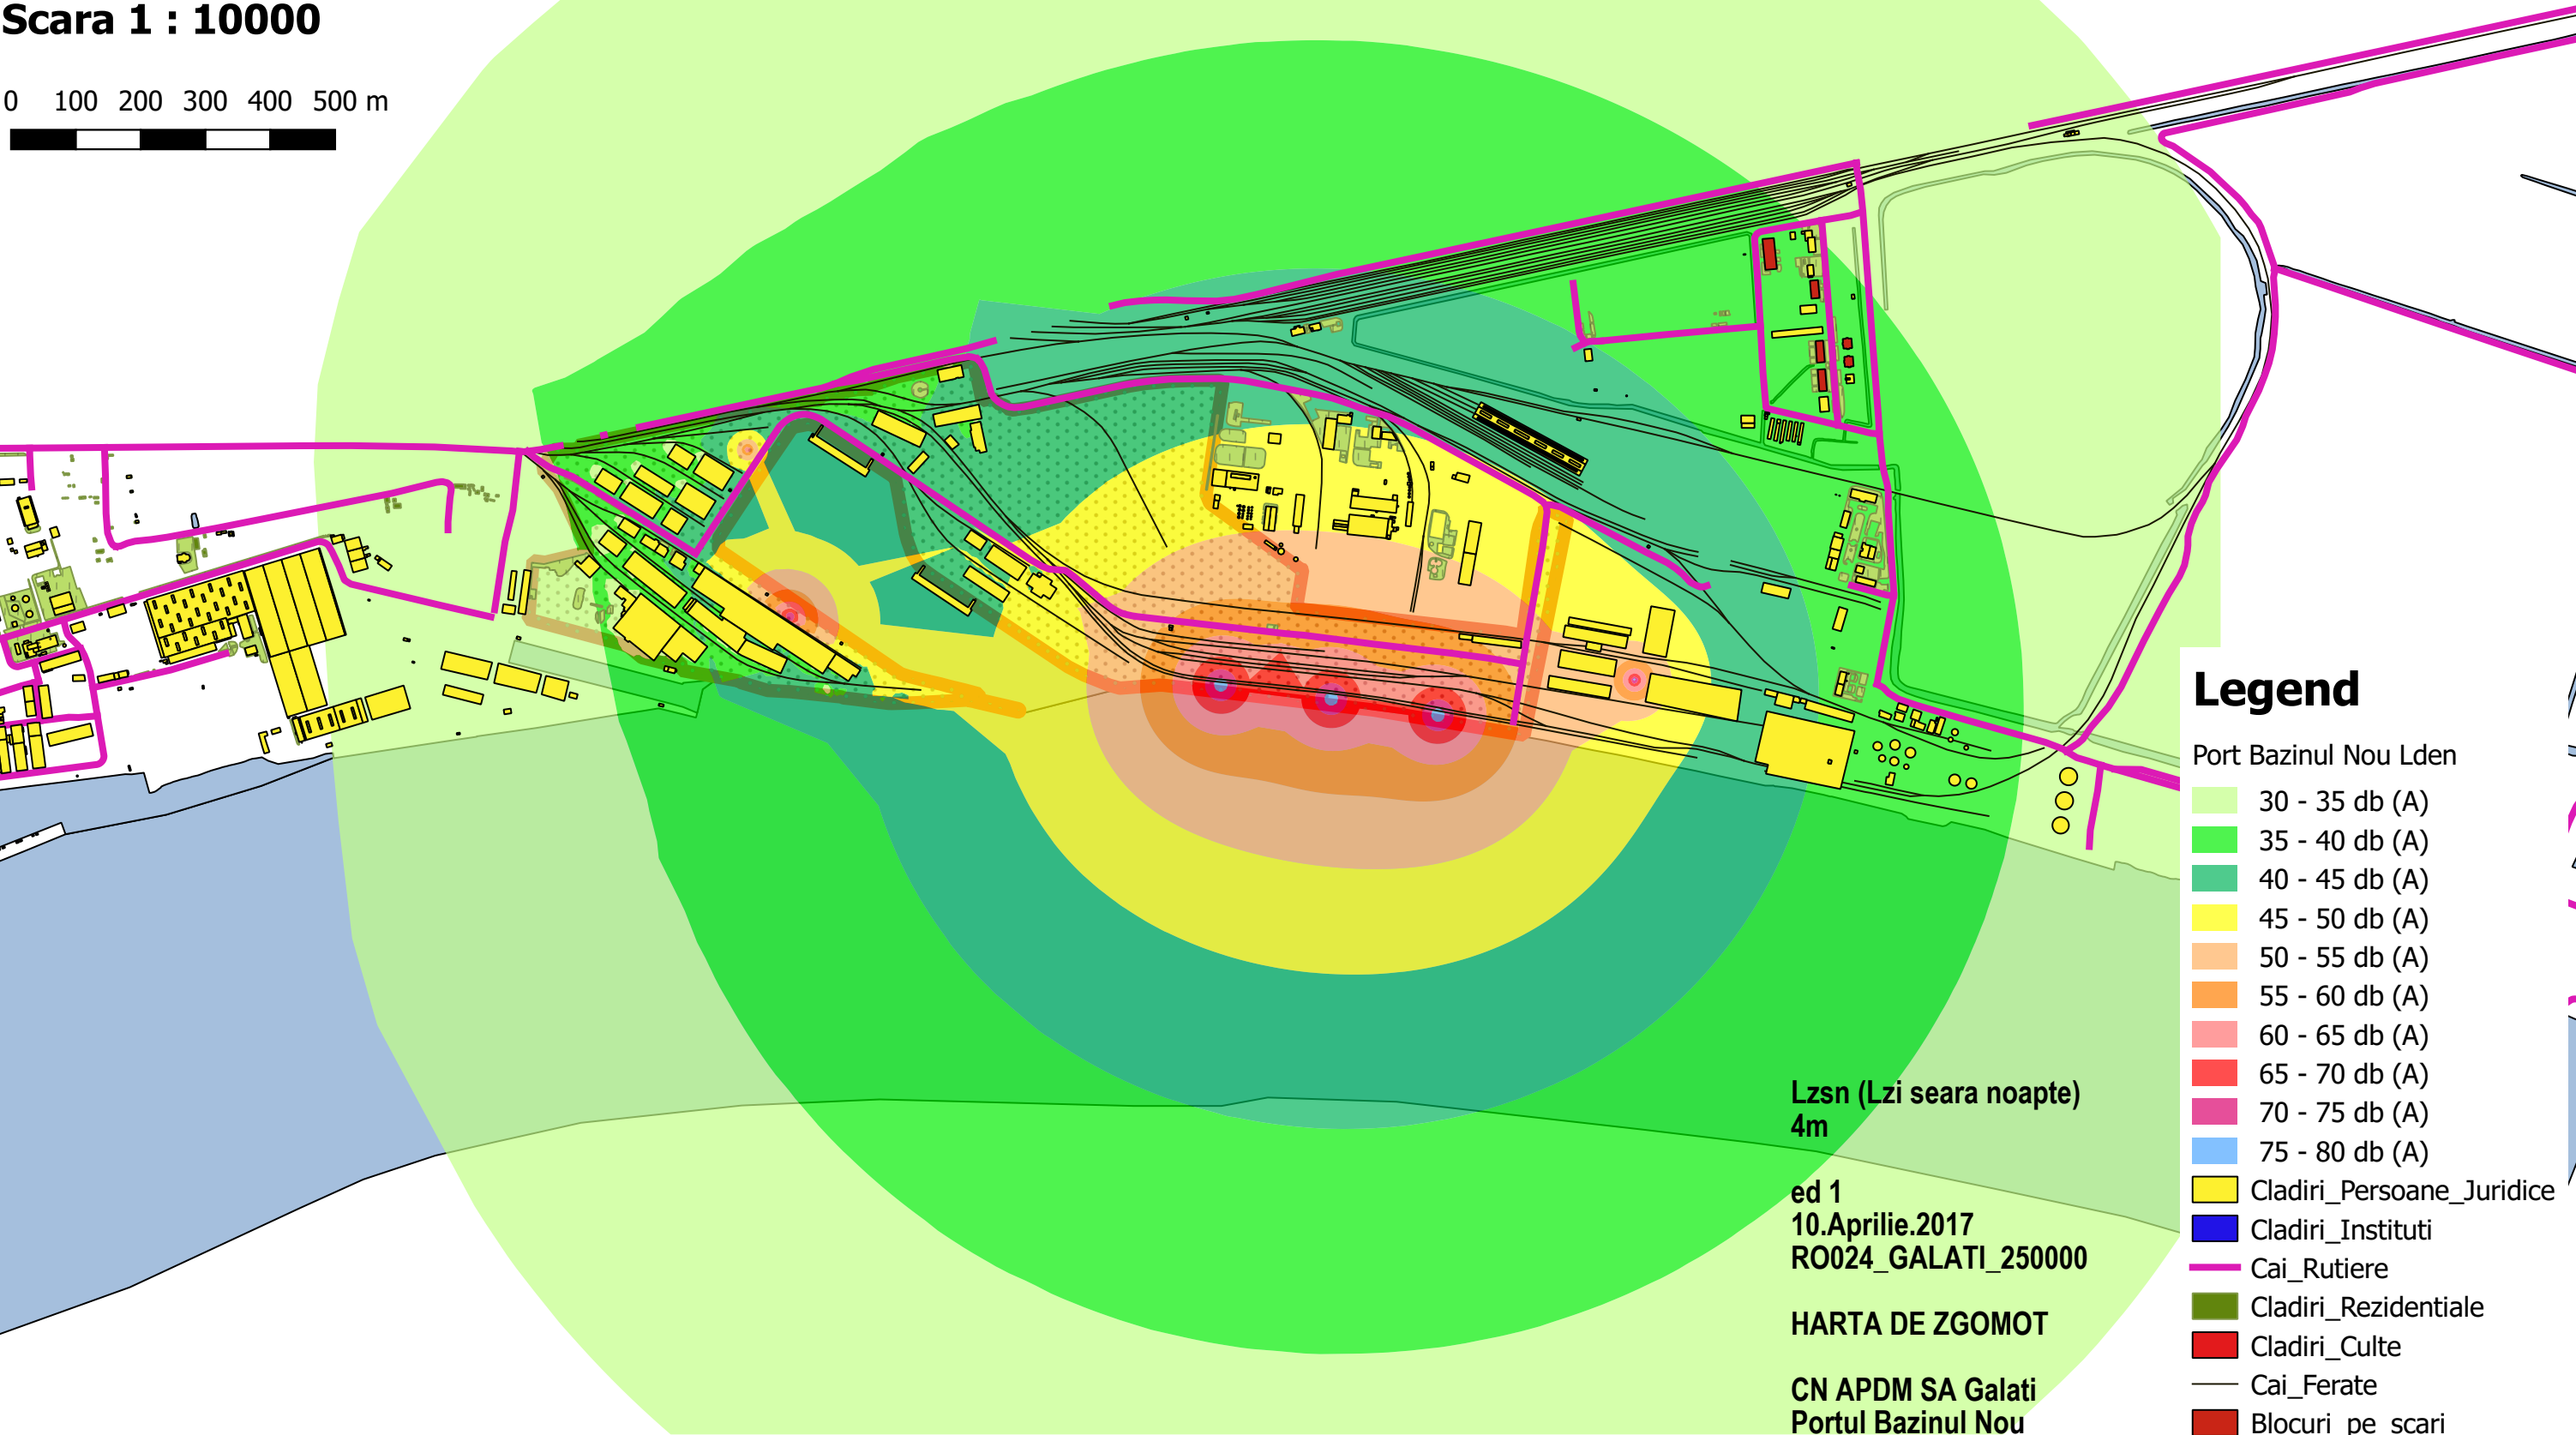 Scara 1 : 10000
0 100 200 300 400 500 m
Legend
Port Bazinul Nou Lden
30 - 35 db (A)
35 - 40 db (A)
40 - 45 db (A)
45 - 50 db (A)
50 - 55 db (A)
55 - 60 db (A)
60 - 65 db (A)
65 - 70 db (A)
70 - 75 db (A)
75 - 80 db (A)
Cladiri_Persoane_Juridice
Cladiri_Instituti
Cai_Rutiere
Cladiri_Rezidentiale
Cladiri_Culte
Cai_Ferate
Blocuri_pe_scari
Lzsn (Lzi seara noapte)
4m
ed 1
10.Aprilie.2017
RO024_GALATI_250000
HARTA DE ZGOMOT
CN APDM SA Galati
Portul Bazinul Nou